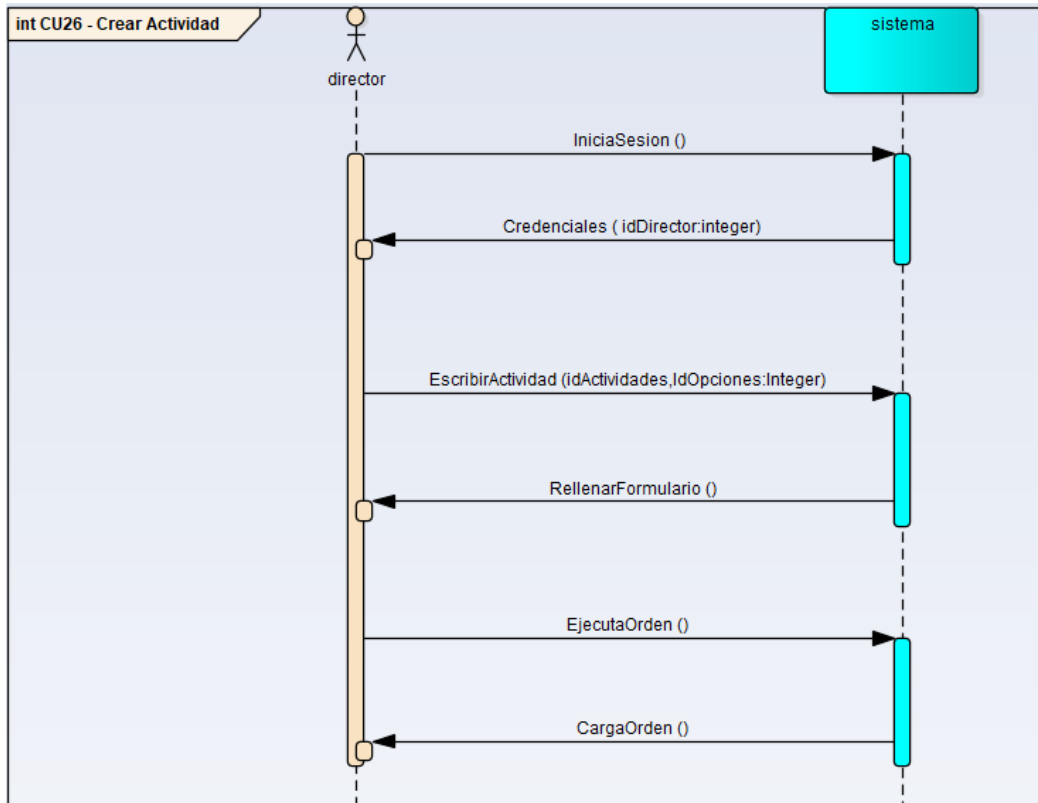 int CU26 - Crear Actividad
director
sistema
IniciaSesion ()
Credenciales ( idDirector:integer)
EscribirActividad (idActividades,IdOpciones:Integer)
RellenarFormulario ()
EjecutaOrden ()
CargaOrden ()